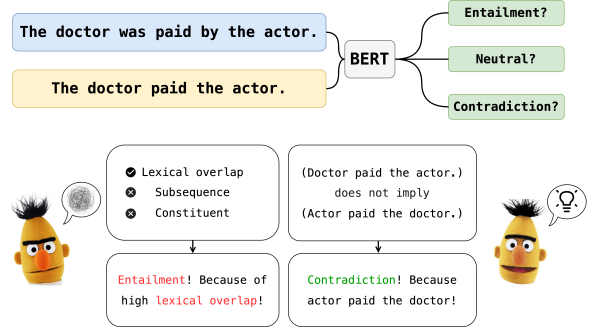 The doctor was paid by the actor.
The doctor paid the actor.
BERT
Entailment?
Neutral?
Contradiction?
Lexical overlap
Subsequence
Constituent
(Doctor paid the actor.)
does not imply
(Actor paid the doctor.)
Entailment! Because of
high lexical overlap!
Contradiction! Because
actor paid the doctor!